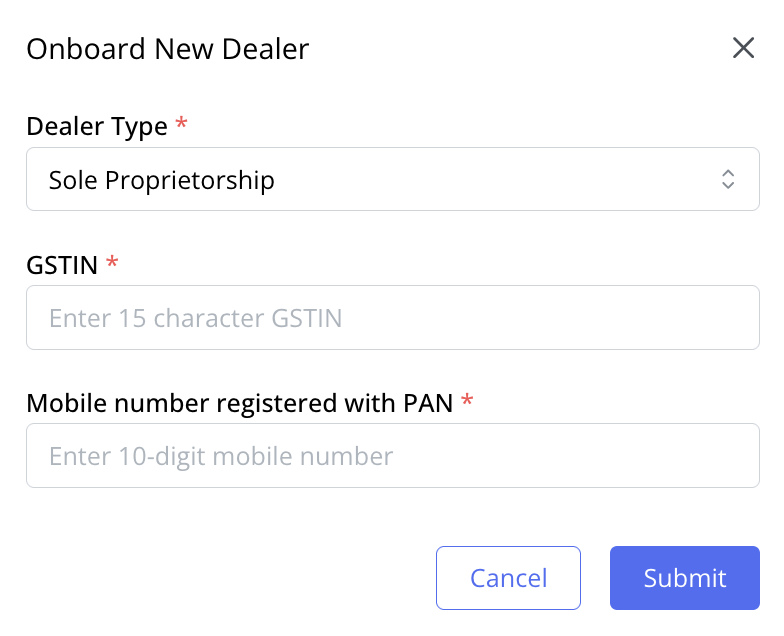 Onboard New Dealer
Dealer Type *
Sole Proprietorship
GSTIN *
Enter 15 character GSTIN
Mobile number registered with PAN *
Enter 10-digit mobile number
Cancel Submit